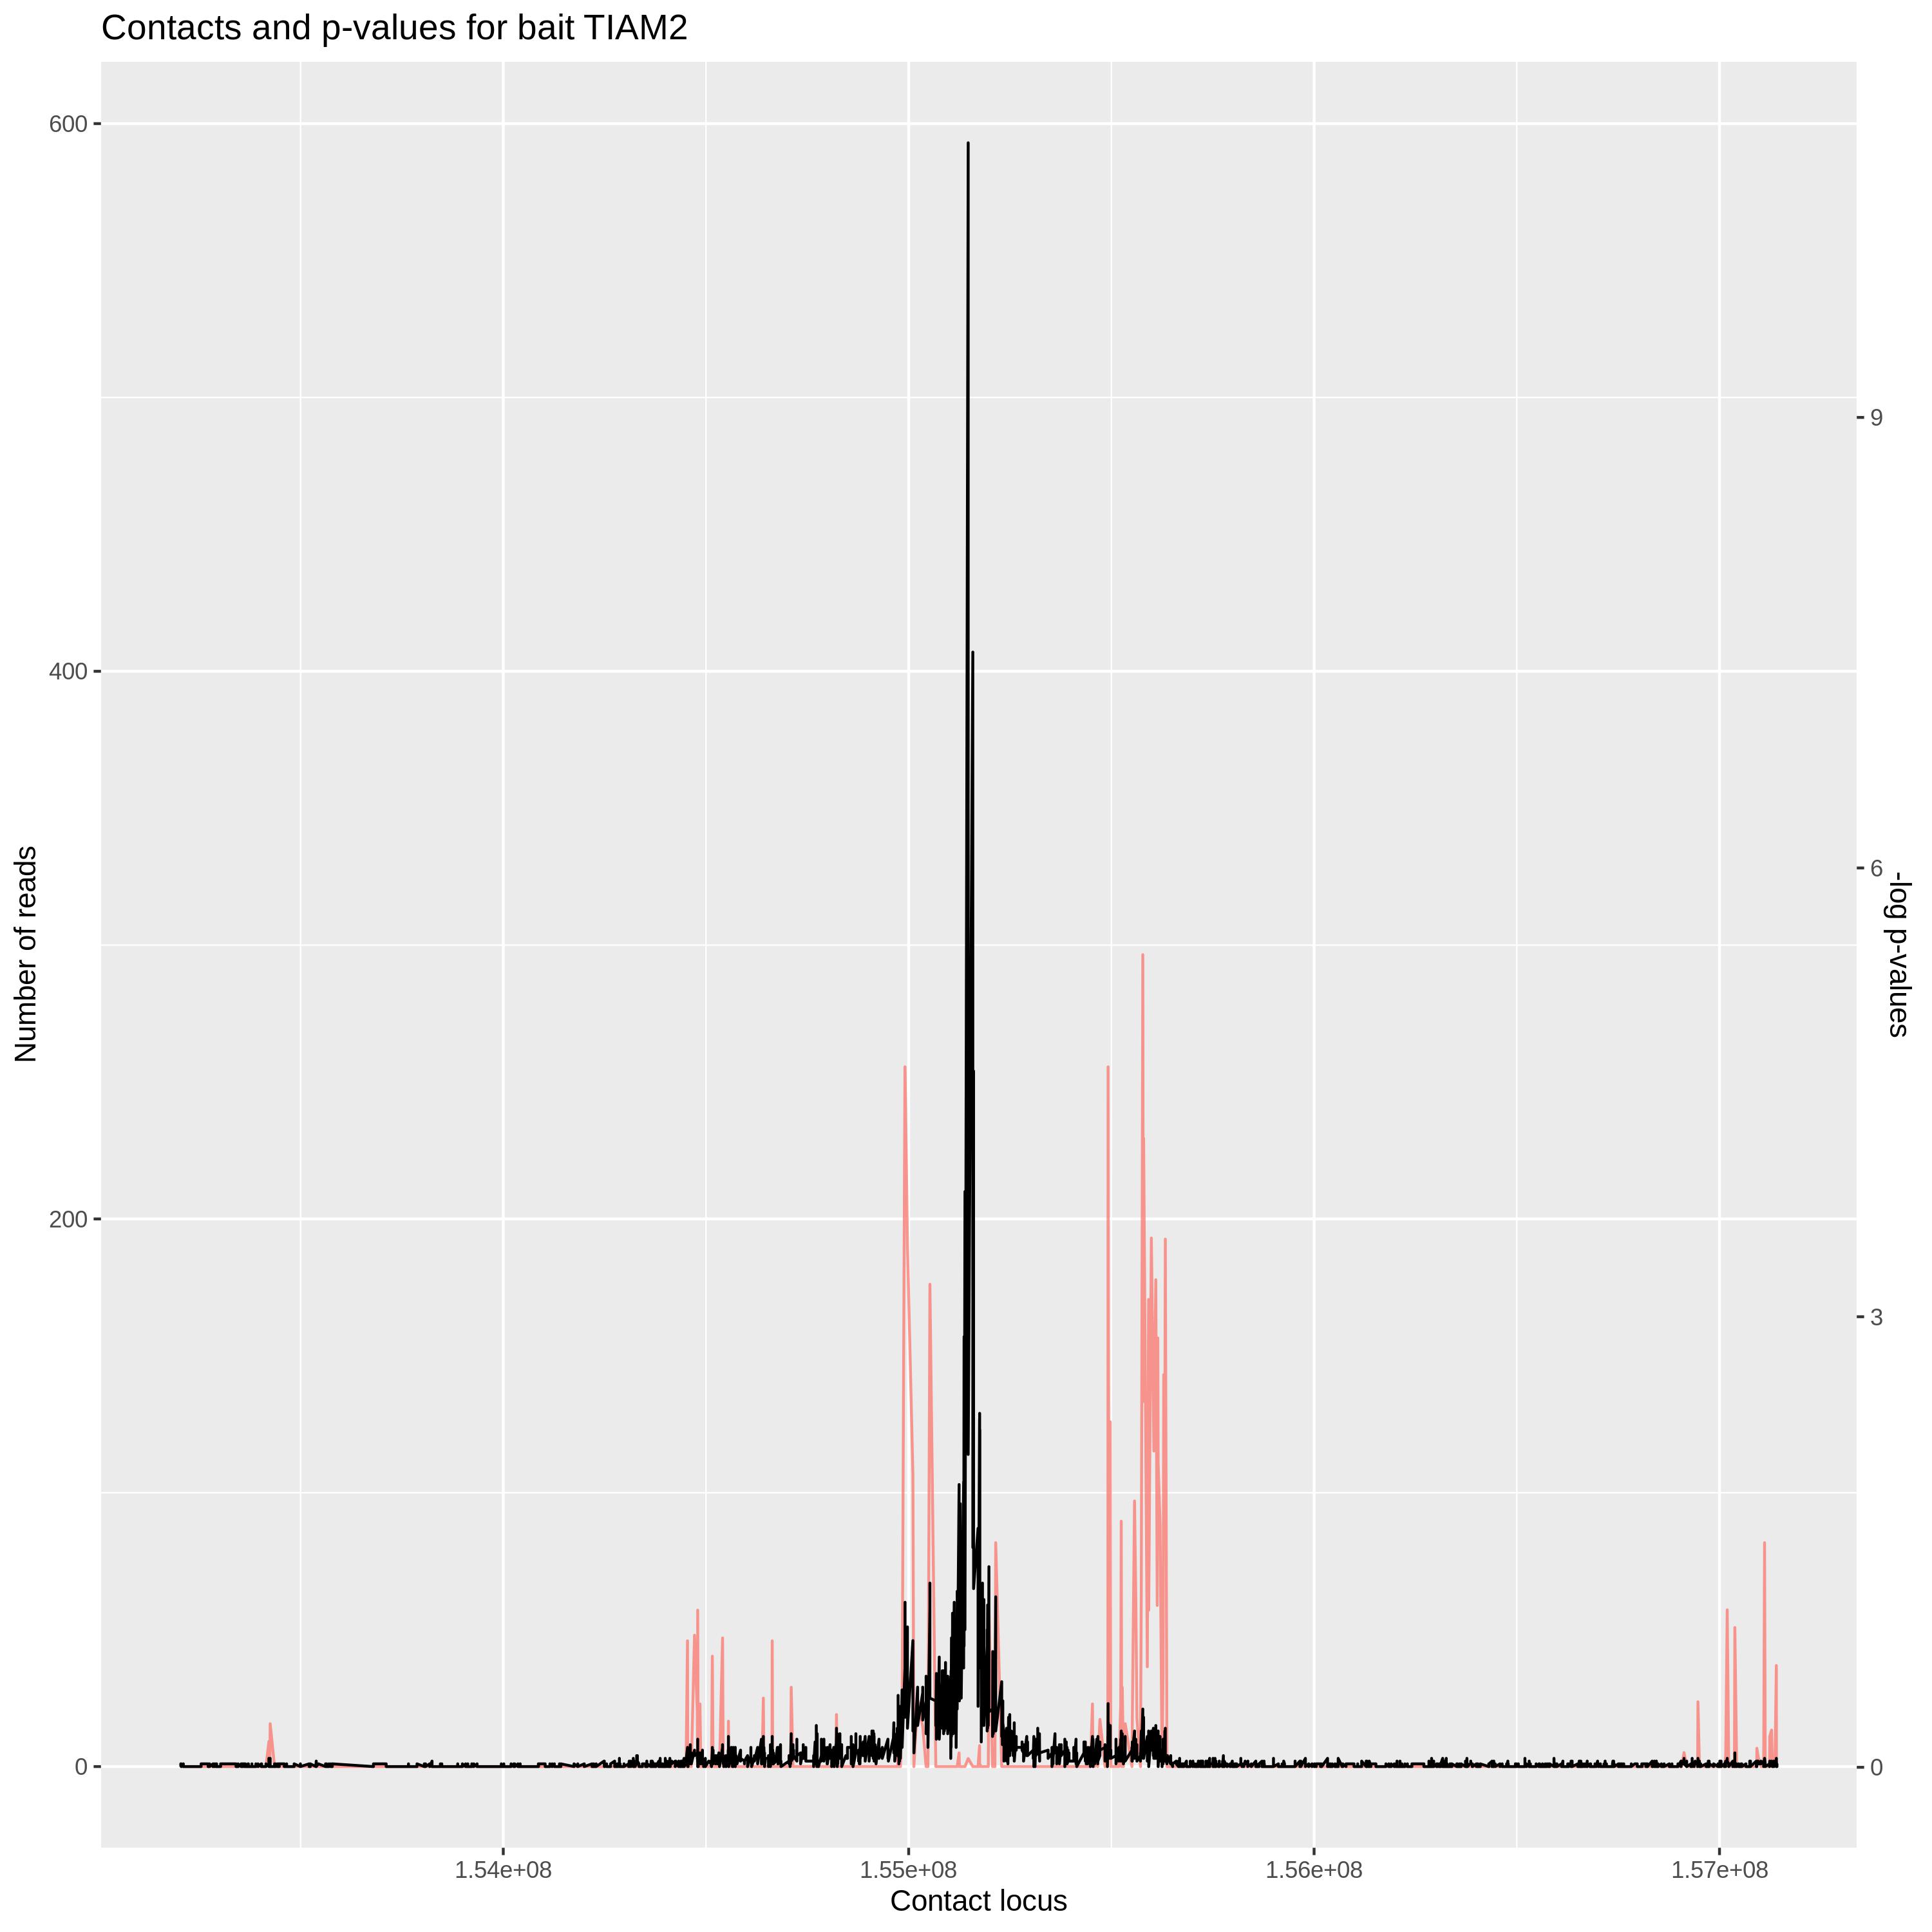 Contacts and p-values for bait TIAM2
600
400
200
0
Number of reads
9
6
3
0
-log p-values
1.54e+08
1.55e+08
1.56e+08
1.57e+08
Contact locus